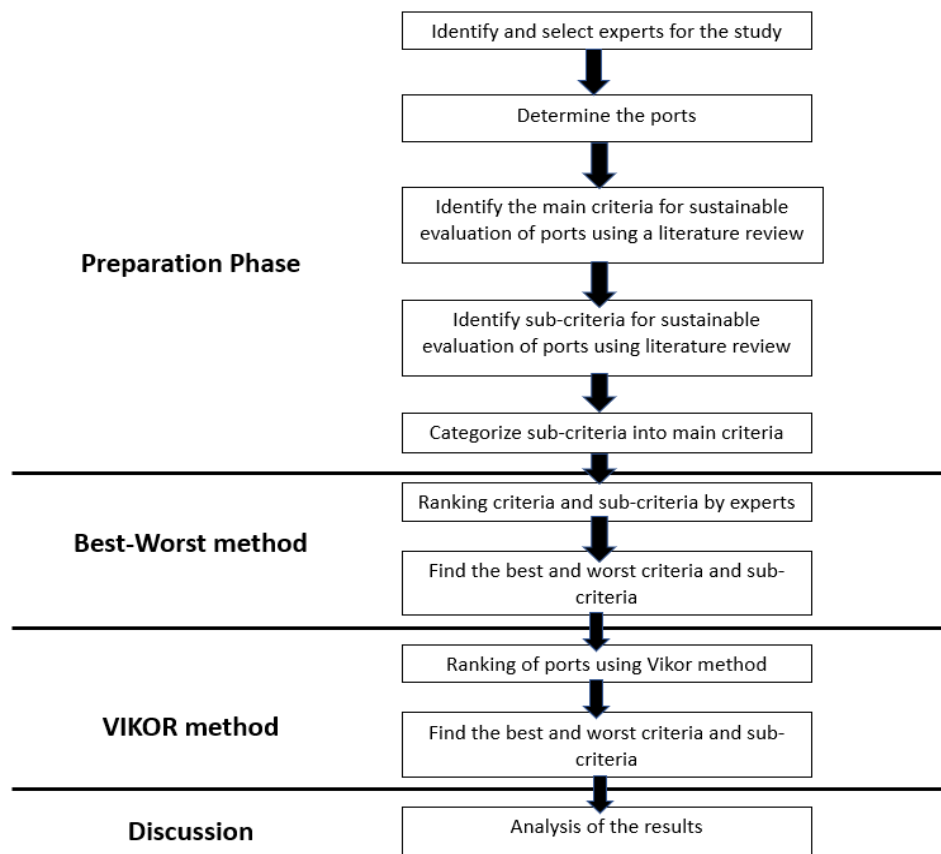 Identify and select experts for the study
Determine the ports
Identify the main criteria for sustainable
evaluation of ports using a literature review
Preparation Phase
Identify sub-criteria for sustainable
evaluation of ports using literature review
Categorize sub-criteria into main criteria
Ranking criteria and sub-criteria by experts
Best-Worst method
Find the best and worst criteria and sub-
criteria
Ranking of ports using Vikor method
VIKOR method
Find the best and worst criteria and sub-
criteria
Discussion
Analysis of the results